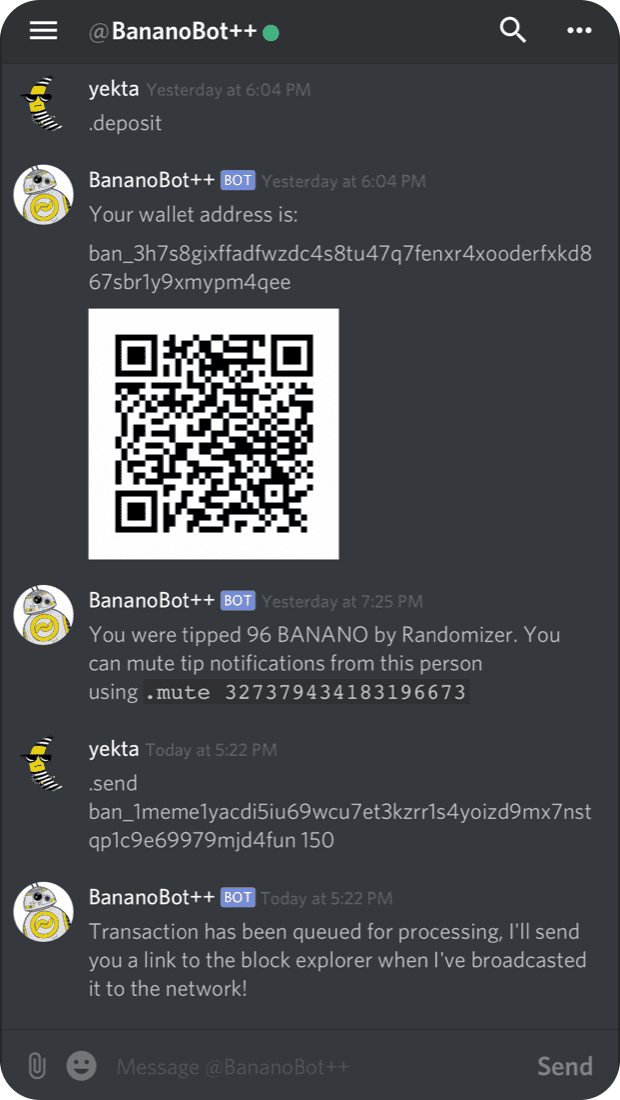 @BananoBot++
yekta Yesterday at 6:04 PM
.deposit
BananoBot++ BOT Yesterday at 6:04 PM
Your wallet address is:
ban_3h7s8gixffadfwzdc4s8tu47q7fenxr4xooderfxkd8
67sbr1y9xmypm4qee
BananoBot++ BOT Yesterday at 7:25 PM
You were tipped 96 BANANO by Randomizer. You
can mute tip notifications from this person
using .mute 327379434183196673
yekta Today at 5:22 PM
.send
ban_1meme1yacdi5iu69wcu7et3kzrr1s4yoizd9mx7nst
qp1c9e69979mjd4fun 150
BananoBot++ BOT Today at 5:22 PM
Transaction has been queued for processing, I'll send
you a link to the block explorer when I've broadcasted
it to the network!
Message @BananoBot++ Send